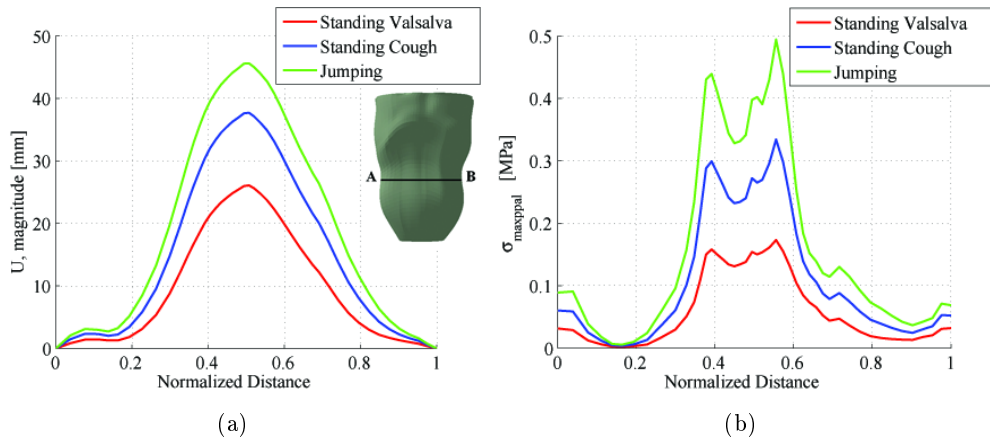 Standing Valsalva
Standing Cough
Jumping
50
40
30
20
10
0
U, magnitude [mm]
A
B
0
0.2
0.4
0.6
0.8
1
Normalized Distance
(a)
Standing Valsalva
Standing Cough
Jumping
0.5
0.4
0.3
0.2
0.1
0
σmaxppal [MPa]
0
0.2
0.4
0.6
0.8
1
Normalized Distance
(b)